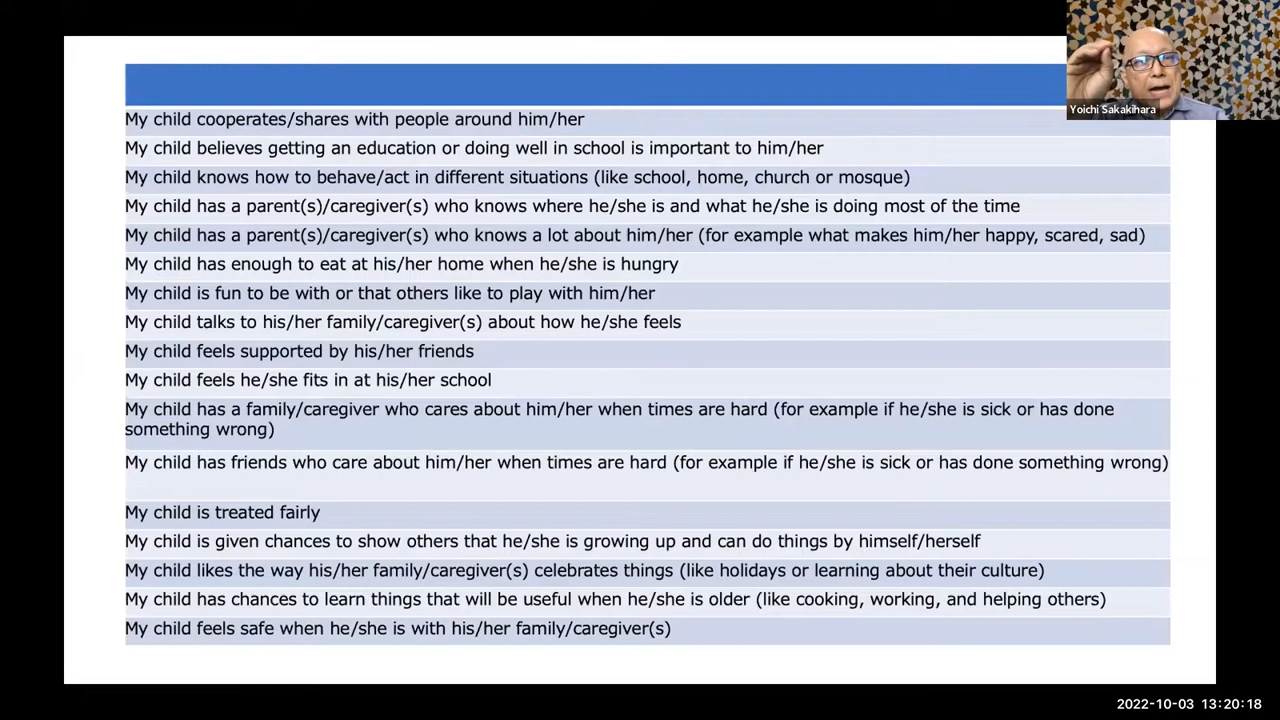 Yoichi Sakakihara
My child cooperates/shares with people around him/her
My child believes getting an education or doing well in school is important to him/her
My child knows how to behave/act in different situations (like school, home, church or mosque)
My child has a parent(s)/caregiver(s) who knows where he/she is and what he/she is doing most of the time
My child has a parent(s)/caregiver(s) who knows a lot about him/her (for example what makes him/her happy, scared, sad)
My child has enough to eat at his/her home when he/she is hungry
My child is fun to be with or that others like to play with him/her
My child talks to his/her family/caregiver(s) about how he/she feels
My child feels supported by his/her friends
My child feels he/she fits in at his/her school
My child has a family/caregiver who cares about him/her when times are hard (for example if he/she is sick or has done
something wrong)
My child has friends who care about him/her when times are hard (for example if he/she is sick or has done something wrong)
My child is treated fairly
My child is given chances to show others that he/she is growing up and can do things by himself/herself
My child likes the way his/her family/caregiver(s) celebrates things (like holidays or learning about their culture)
My child has chances to learn things that will be useful when he/she is older (like cooking, working, and helping others)
My child feels safe when he/she is with his/her family/caregiver(s)
2022-10-03 13:20:18